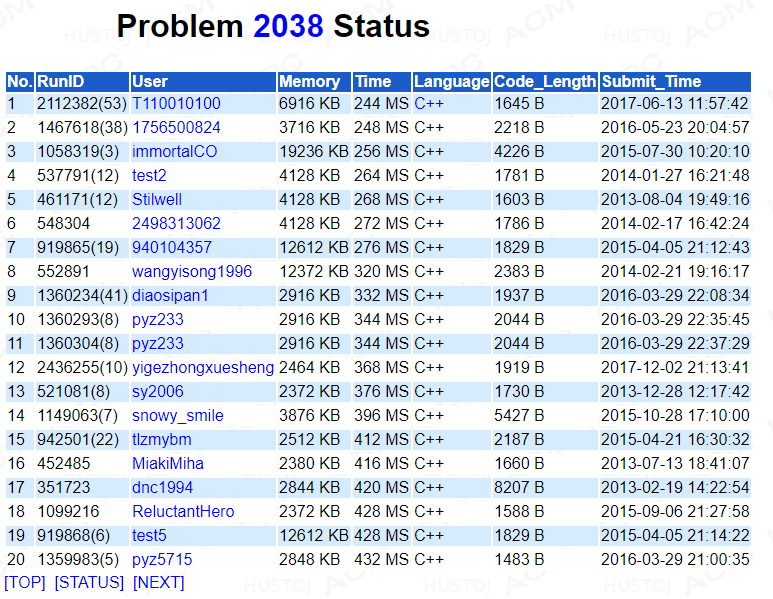 Problem 2038 Status
No. RunID User Memory Time Language Code_Length Submit_Time
1 2112382(53) T110010100 6916 KB 244 MS C++ 1645 B 2017-06-13 11:57:42
2 1467618(38) 1756500824 3716 KB 248 MS C++ 2218 B 2016-05-23 20:04:57
3 1058319(3) immortalCO 19236 KB 256 MS C++ 4226 B 2015-07-30 10:20:10
4 537791(12) test2 4128 KB 264 MS C++ 1781 B 2014-01-27 16:21:48
5 461171(12) Stilwell 4128 KB 268 MS C++ 1603 B 2013-08-04 19:49:16
6 548304 2498313062 4128 KB 272 MS C++ 1786 B 2014-02-17 16:42:24
7 919865(19) 940104357 12612 KB 276 MS C++ 1829 B 2015-04-05 21:12:43
8 552891 wangyisong1996 12372 KB 320 MS C++ 2383 B 2014-02-21 19:16:17
9 1360234(41) diaosipan1 2916 KB 332 MS C++ 1937 B 2016-03-29 22:08:34
10 1360293(8) pyz233 2916 KB 344 MS C++ 2044 B 2016-03-29 22:35:45
11 1360304(8) pyz233 2916 KB 344 MS C++ 2044 B 2016-03-29 22:37:29
12 2436255(10) yigezhongxuesheng 2464 KB 368 MS C++ 1919 B 2017-12-02 21:13:41
13 521081(8) sy2006 2372 KB 376 MS C++ 1730 B 2013-12-28 12:17:42
14 1149063(7) snowy_smile 3876 KB 396 MS C++ 5427 B 2015-10-28 17:10:00
15 942501(22) tlzmybm 2512 KB 412 MS C++ 2187 B 2015-04-21 16:30:32
16 452485 MiakiMiha 2380 KB 416 MS C++ 1660 B 2013-07-13 18:41:07
17 351723 dnc1994 2844 KB 420 MS C++ 8207 B 2013-02-19 14:22:54
18 1099216 ReluctantHero 2372 KB 428 MS C++ 1588 B 2015-09-06 21:27:58
19 919868(6) test5 12612 KB 428 MS C++ 1829 B 2015-04-05 21:14:22
20 1359983(5) pyz5715 2848 KB 432 MS C++ 1483 B 2016-03-29 21:00:35
[TOP] [STATUS] [NEXT]